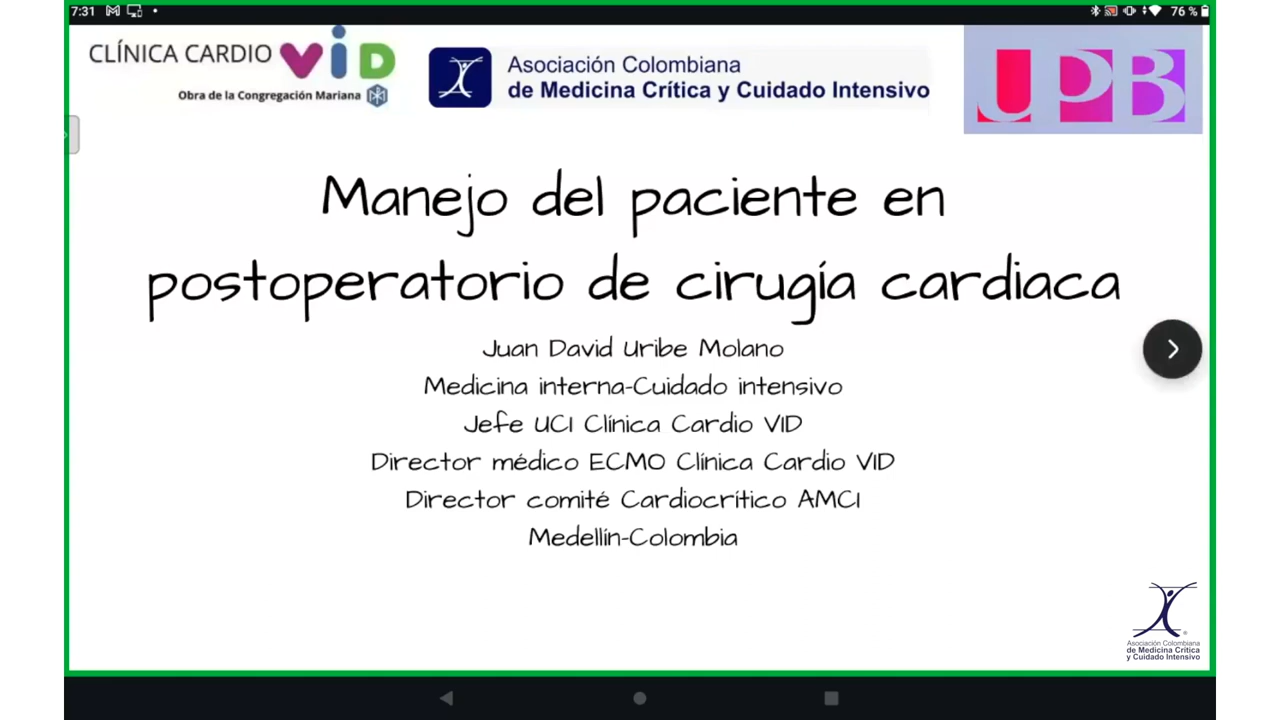 7:31
76 %
CLÍNICA CARDIO VID
Obra de la Congregación Mariana
Asociación Colombiana
de Medicina Crítica y Cuidado Intensivo
UPB
Manejo del paciente en
postoperatorio de cirugía cardiaca
Juan David Uribe Molano
Medicina interna-Cuidado intensivo
Jefe UCI Clínica Cardio VID
Director médico ECMO Clínica Cardio VID
Director comité Cardiocrítico AMCI
Medellín-Colombia
Asociación Colombiana
de Medicina Crítica
y Cuidado Intensivo